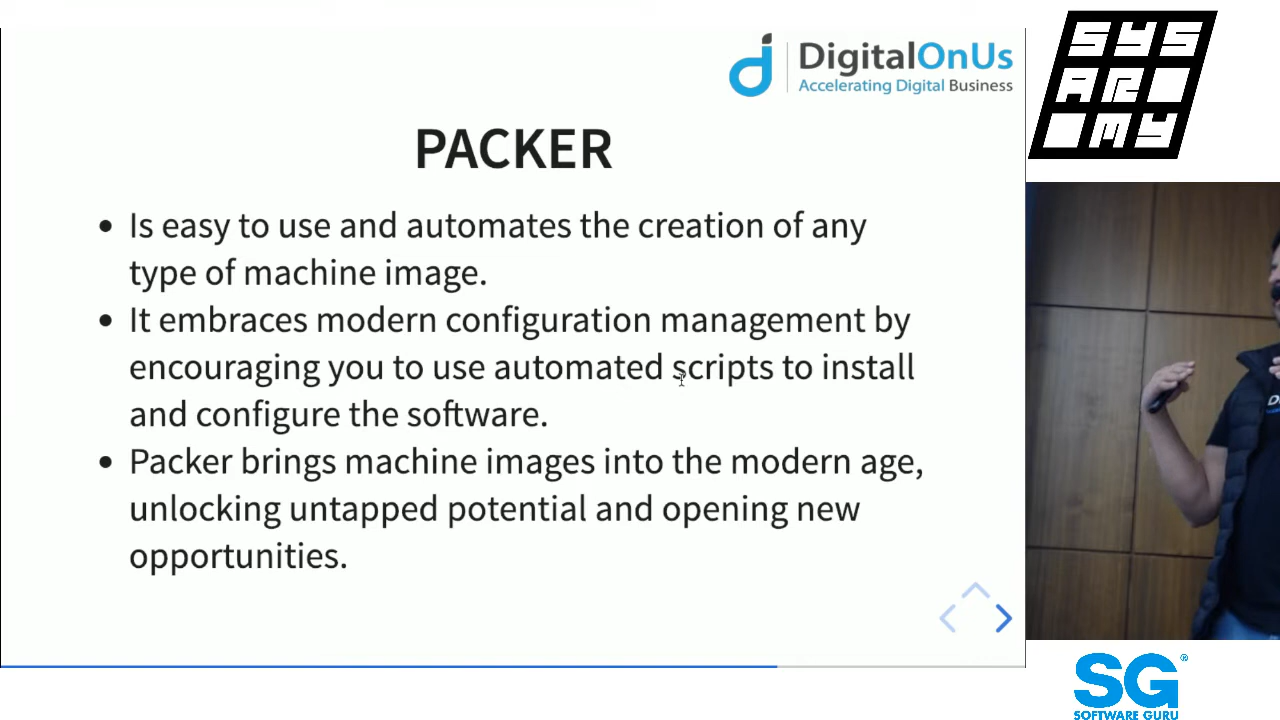 DigitalOnUs
Accelerating Digital Business
SYS
AR
MY
PACKER
• Is easy to use and automates the creation of any
type of machine image.
• It embraces modern configuration management by
encouraging you to use automated scripts to install
and configure the software.
• Packer brings machine images into the modern age,
unlocking untapped potential and opening new
opportunities.
SG®
SOFTWARE GURU